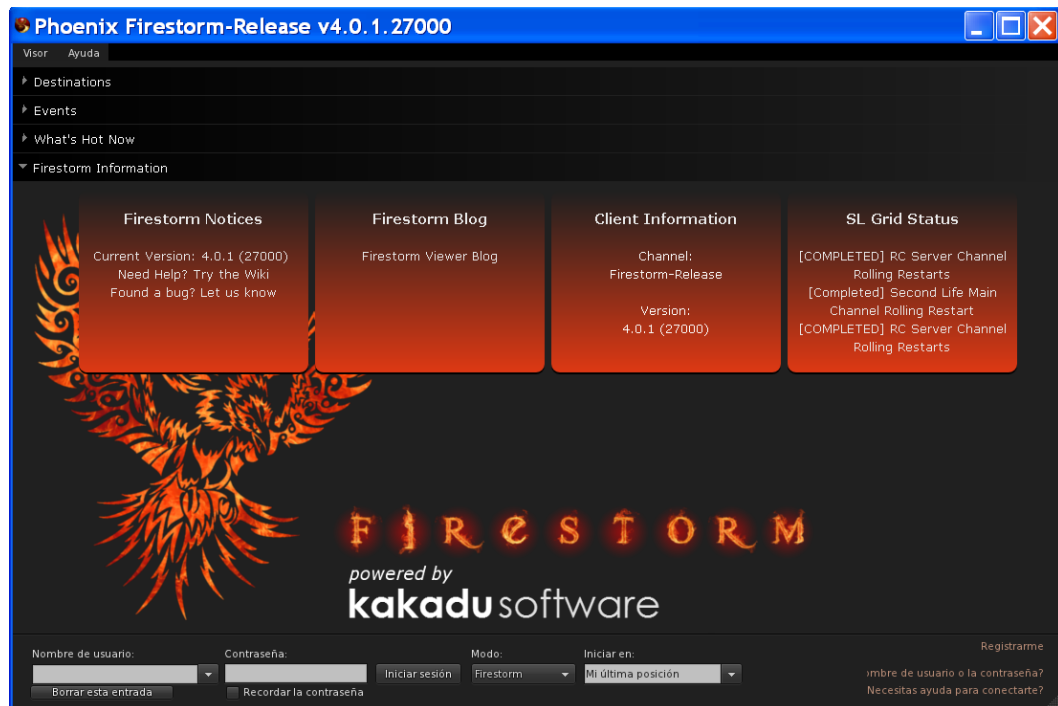 Phoenix Firestorm-Release v4.0.1.27000
Visor Ayuda
Destinations
Events
What's Hot Now
Firestorm Information
Firestorm Notices
Current Version: 4.0.1 (27000)
Need Help? Try the Wiki
Found a bug? Let us know
Firestorm Blog
Firestorm Viewer Blog
Client Information
Channel:
Firestorm-Release
Version:
4.0.1 (27000)
SL Grid Status
[COMPLETED] RC Server Channel
Rolling Restarts
[Completed] Second Life Main
Channel Rolling Restart
[COMPLETED] RC Server Channel
Rolling Restarts
FIRESTORM
powered by
kakadu software
Nombre de usuario:
Contraseña:
Modo:
Iniciar en:
Registrarme
Iniciar sesión
Firestorm
Mi última posición
ombre de usuario o la contraseña?
Borrar esta entrada
Recordar la contraseña
Necesitas ayuda para conectarte?